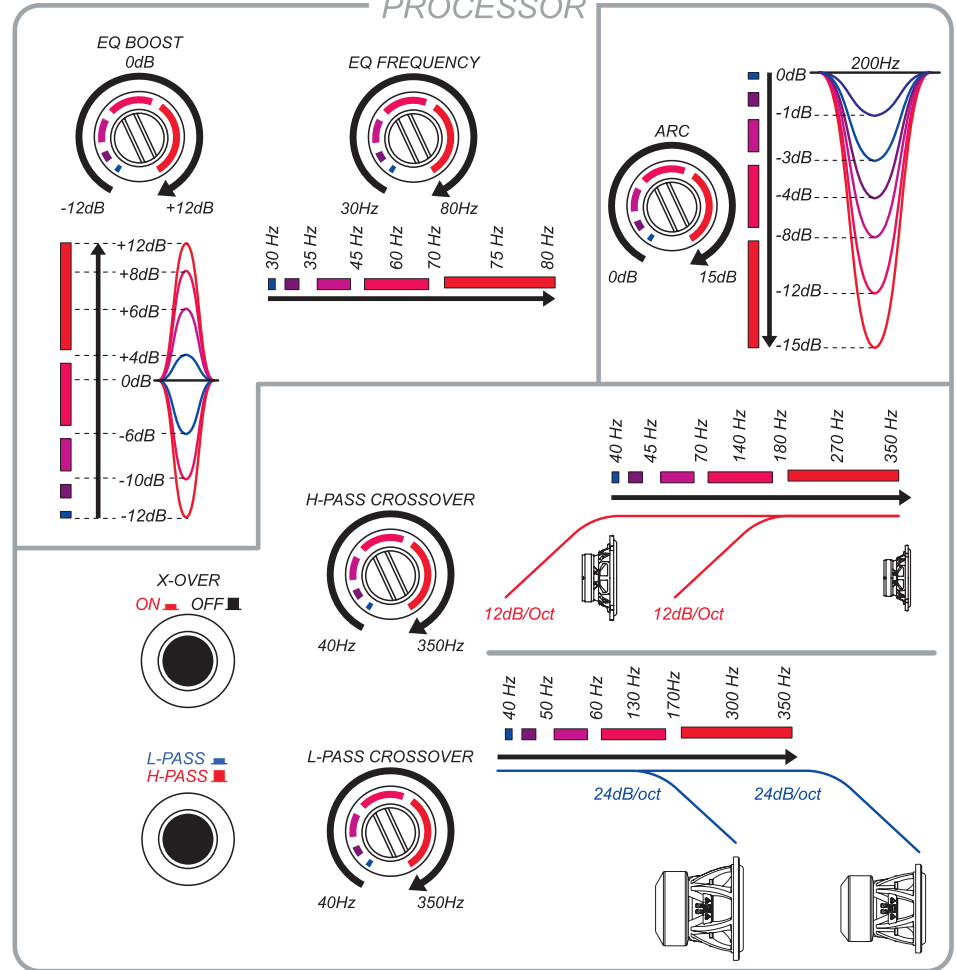 PROCESSOR
EQ BOOST
0dB
-12dB
+12dB
EQ FREQUENCY
30Hz
80Hz
30 Hz
35 Hz
45 Hz
60 Hz
70 Hz
75 Hz
80 Hz
+12dB
+8dB
+6dB
+4dB
0dB
-6dB
-10dB
-12dB
ARC
0dB
15dB
200Hz
0dB
-1dB
-3dB
-4dB
-8dB
-12dB
-15dB
H-PASS CROSSOVER
40Hz
350Hz
40 Hz
45 Hz
70 Hz
140 Hz
180 Hz
270 Hz
350 Hz
12dB/Oct
12dB/Oct
X-OVER
ON OFF
L-PASS
H-PASS
L-PASS CROSSOVER
40Hz
350Hz
40 Hz
50 Hz
60 Hz
130 Hz
170Hz
300 Hz
350 Hz
24dB/oct
24dB/oct